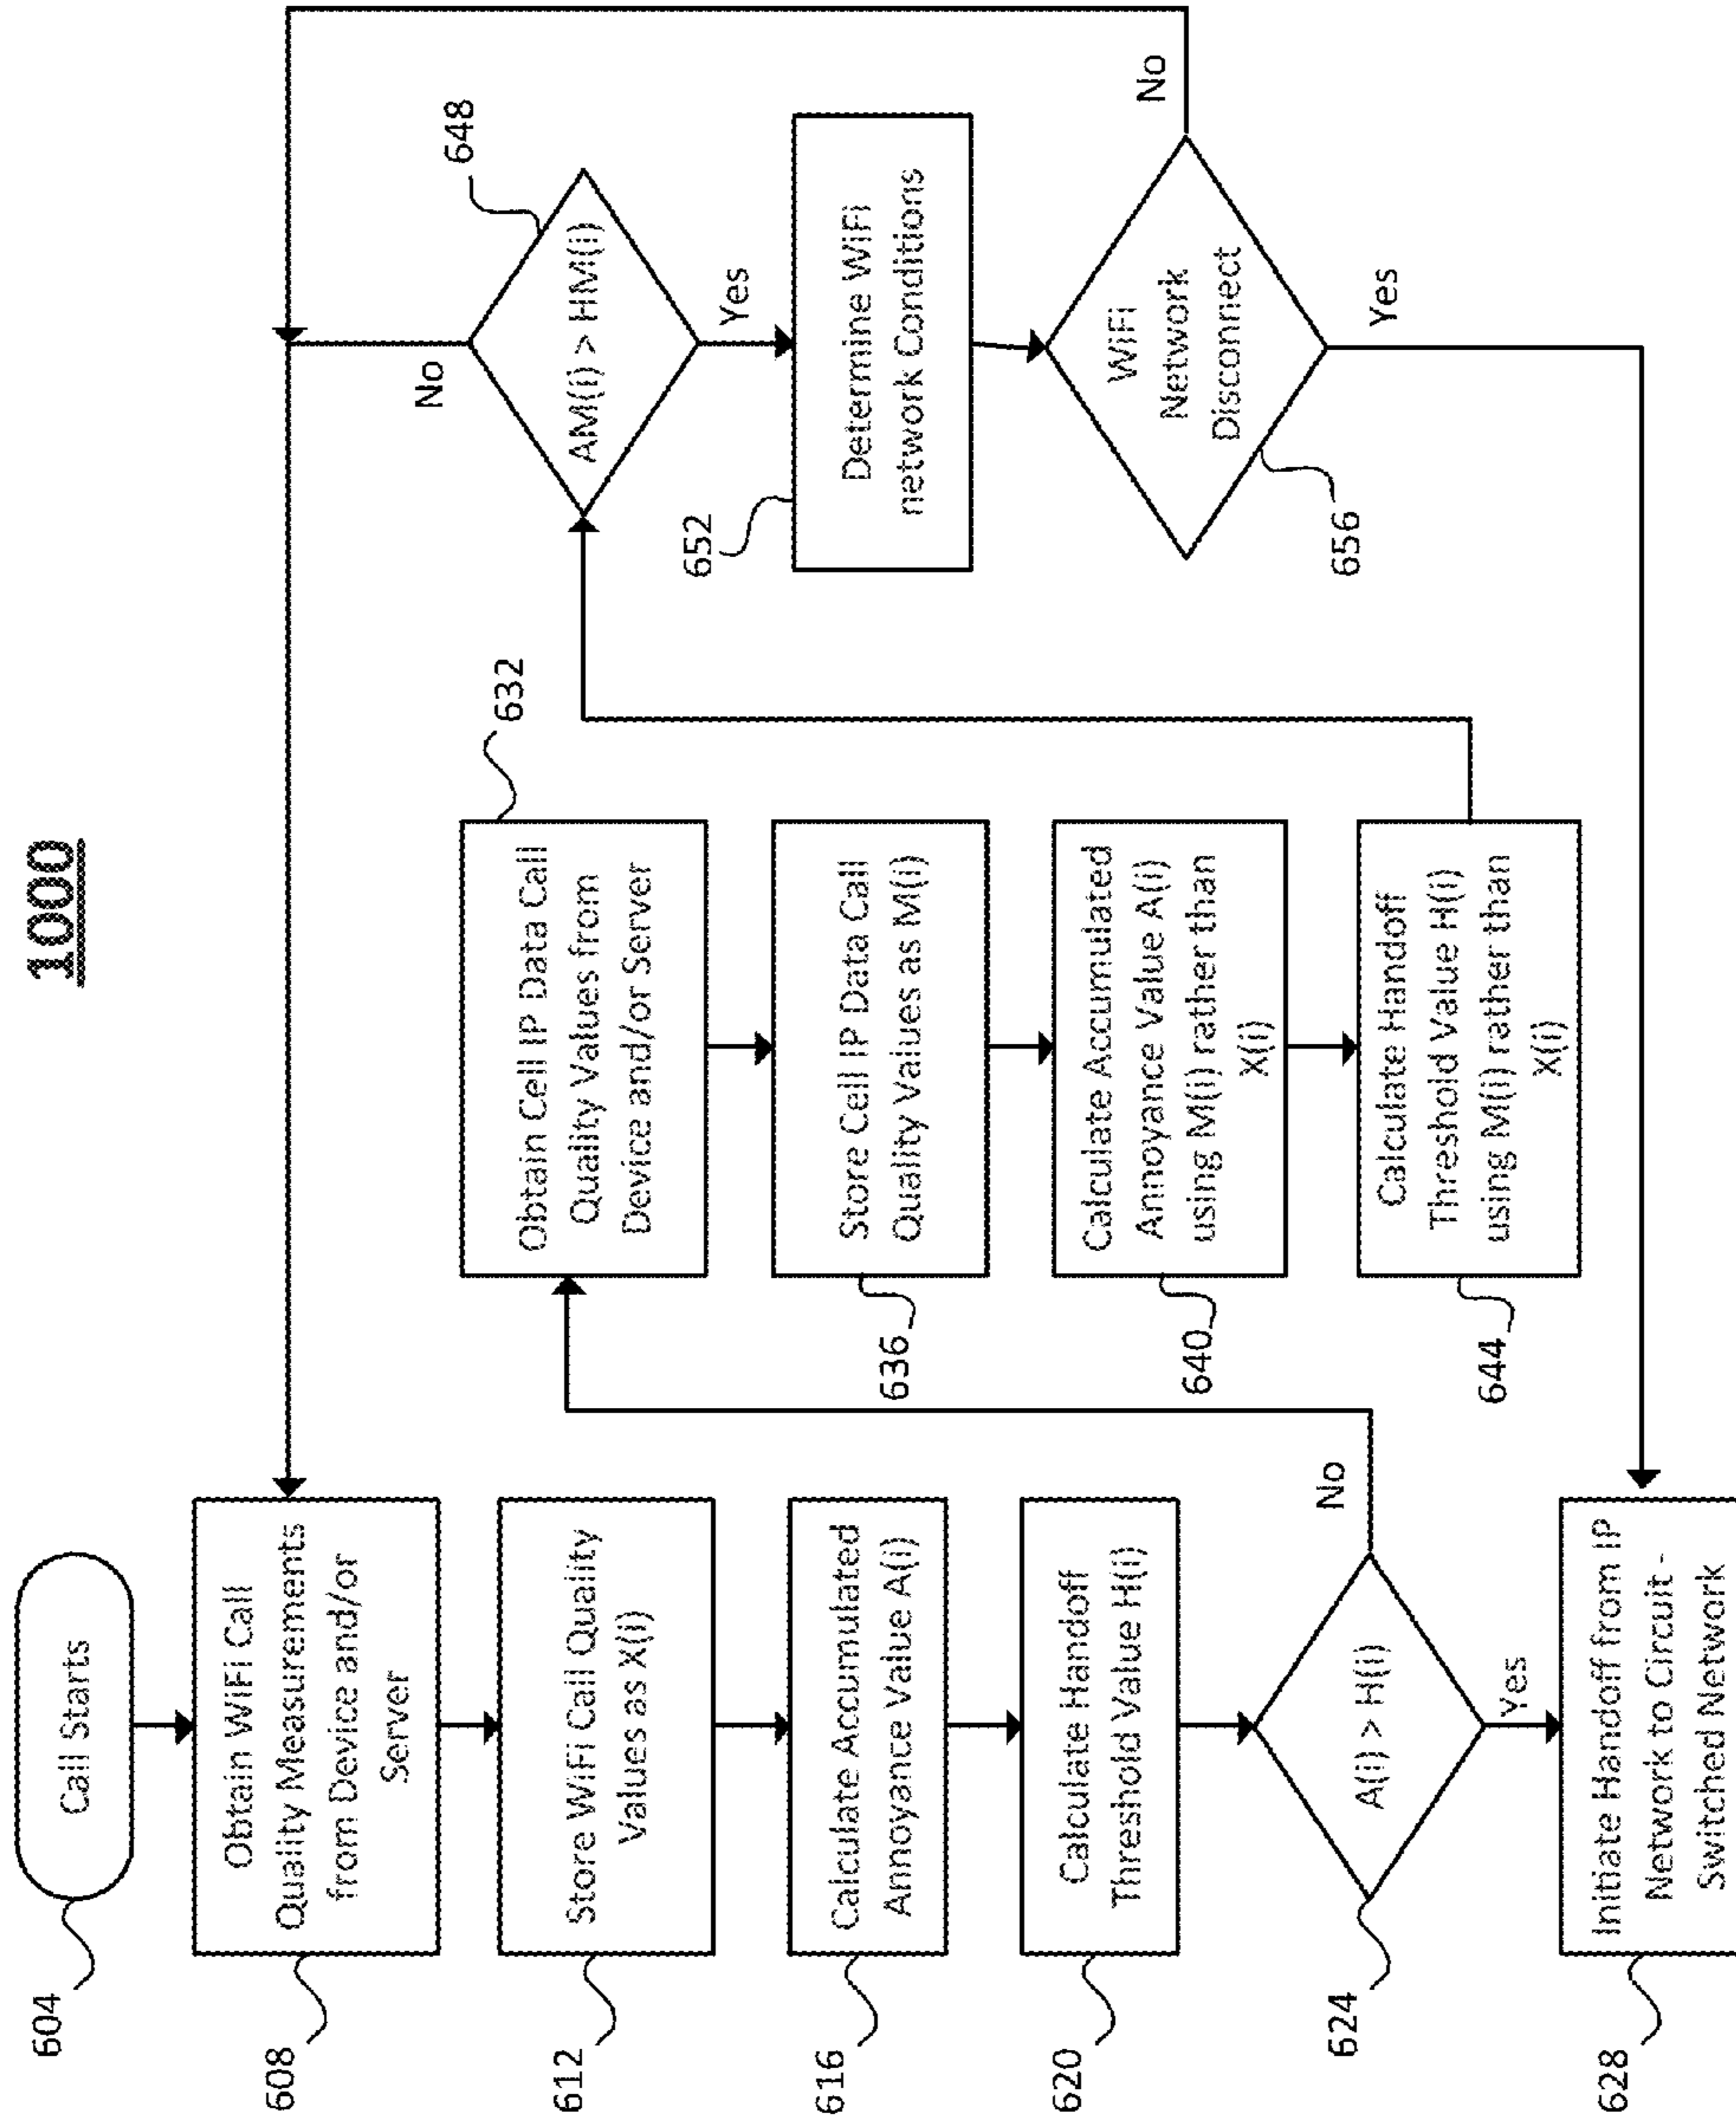 1000
604
Call Starts
608
Obtain WiFi Call
Quality Measurements
from Device and/or
Server
612
Store WiFi Call Quality
Values as X(i)
616
Calculate Accumulated
Annoyance Value A(i)
620
Calculate Handoff
Threshold Value H(i)
624
A(i) > H(i)
No
Yes
628
Initiate Handoff from IP
Network to Circuit -
Switched Network
632
Obtain Cell IP Data Call
Quality Values from
Device and/or Server
636
Store Cell IP Data Call
Quality Values as M(i)
640
Calculate Accumulated
Annoyance Value A(i)
using M(i) rather than
X(i)
644
Calculate Handoff
Threshold Value H(i)
using M(i) rather than
X(i)
648
AM(i) > HM(i)
No
Yes
652
Determine WiFi
network Conditions
656
WiFi
Network
Disconnect
No
Yes